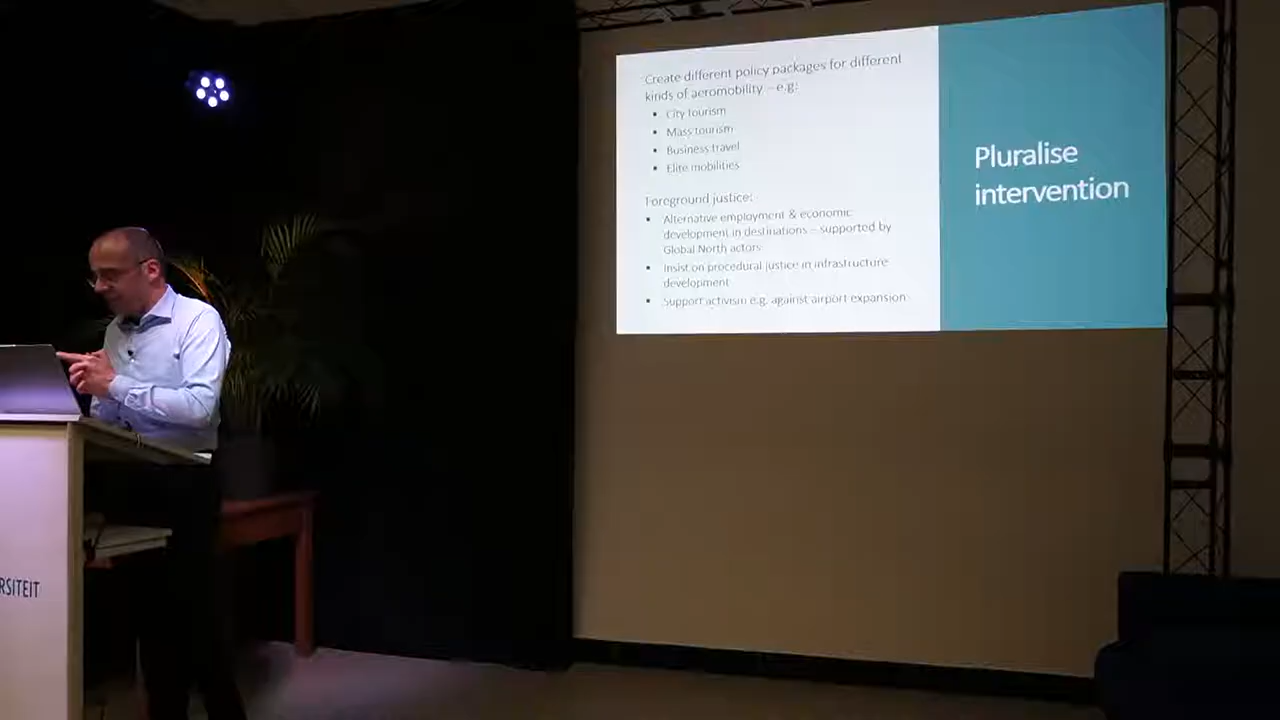 Create different policy packages for different
kinds of aeromobility – e.g:
City tourism
Mass tourism
Business travel
Elite mobilities
Foreground justice:
Alternative employment & economic
development in destinations – supported by
Global North actors
Insist on procedural justice in infrastructure
development
Support activism e.g. against airport expansion
Pluralise
intervention
RSITEIT